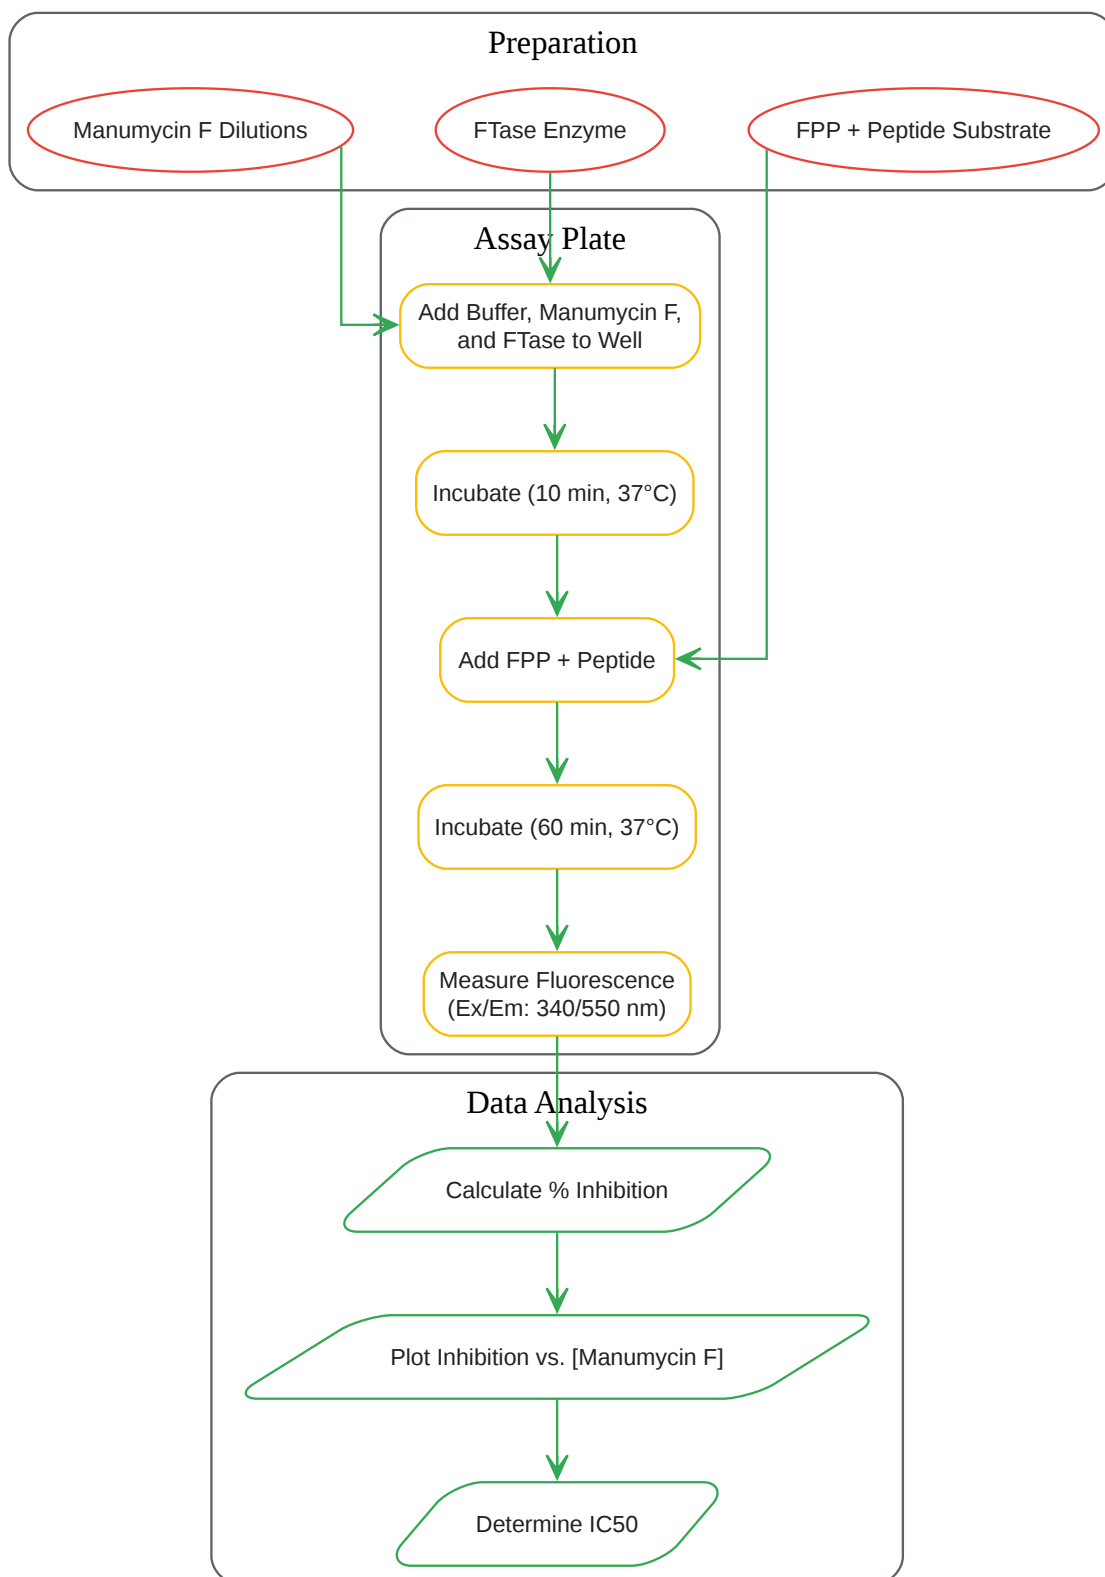 Preparation
Manumycin F Dilutions
FTase Enzyme
FPP + Peptide Substrate
Assay Plate
Add Buffer, Manumycin F,
and FTase to Well
Incubate (10 min, 37°C)
Add FPP + Peptide
Incubate (60 min, 37°C)
Measure Fluorescence
(Ex/Em: 340/550 nm)
Data Analysis
Calculate % Inhibition
Plot Inhibition vs. [Manumycin F]
Determine IC50